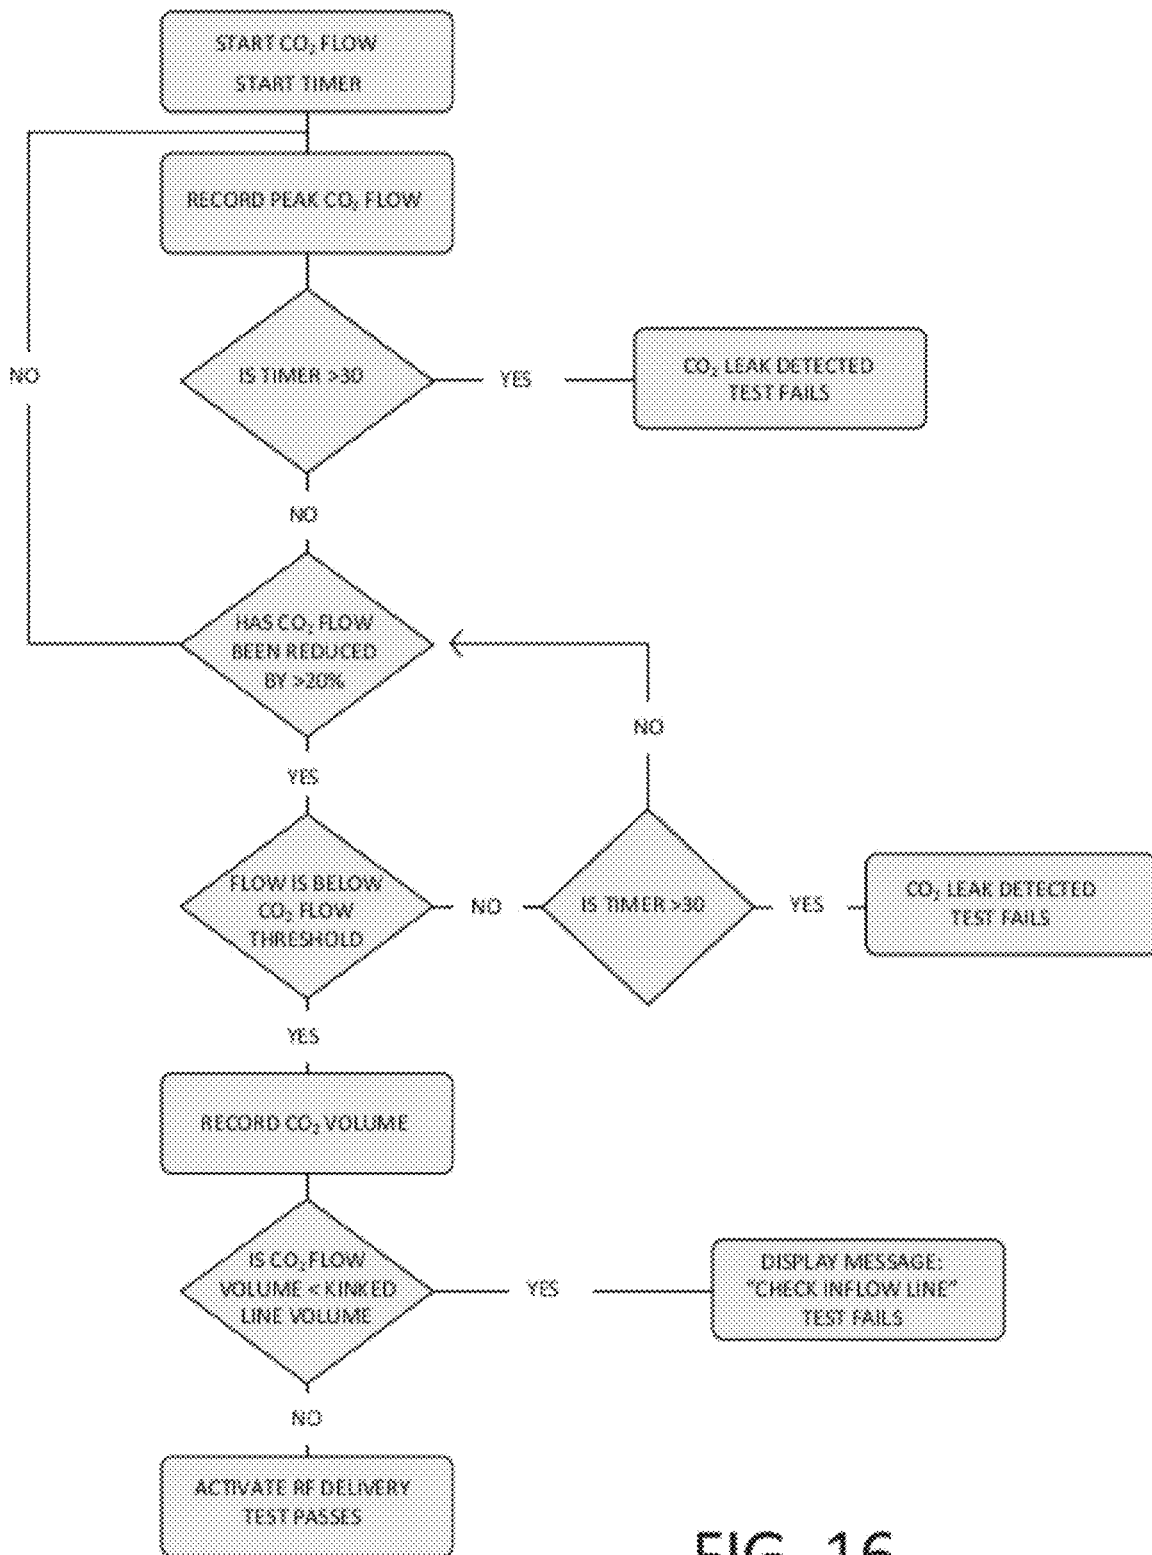 START CO₂ FLOW
START TIMER
RECORD PEAK CO₂ FLOW
IS TIMER >30
YES
CO₂ LEAK DETECTED
TEST FAILS
NO
NO
HAS CO₂ FLOW
BEEN REDUCED
BY >20%
NO
YES
FLOW IS BELOW
CO₂ FLOW
THRESHOLD
NO
IS TIMER >30
YES
CO₂ LEAK DETECTED
TEST FAILS
YES
RECORD CO₂ VOLUME
IS CO₂ FLOW
VOLUME < KINKED
LINE VOLUME
YES
DISPLAY MESSAGE:
"CHECK INFLOW LINE"
TEST FAILS
NO
ACTIVATE RF DELIVERY
TEST PASSES
FIG. 16